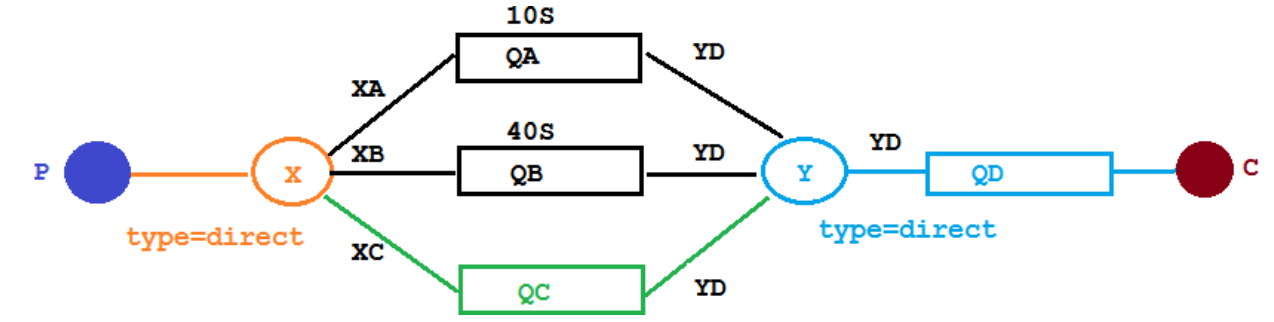 10S
QA
YD
XA
40S
XB
QB
YD
YD
P
X
Y
QD
C
type=direct
type=direct
XC
QC
YD